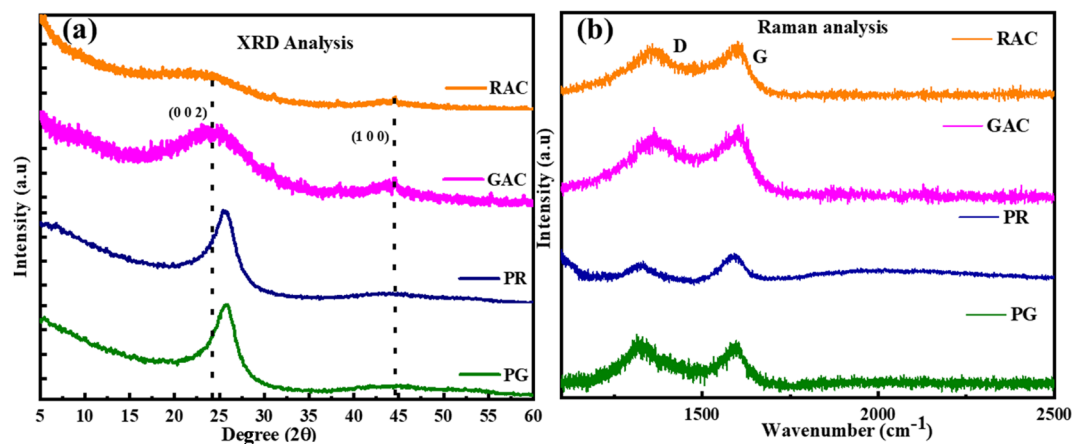 (a)
XRD Analysis
RAC
(0 0 2)
(1 0 0)
GAC
PR
PG
Intensity (a.u)
5 10 15 20 25 30 35 40 45 50 55 60
Degree (2θ)
(b)
Raman analysis
D
G
RAC
GAC
PR
PG
Intensity (a.u)
1500 2000 2500
Wavenumber (cm⁻¹)